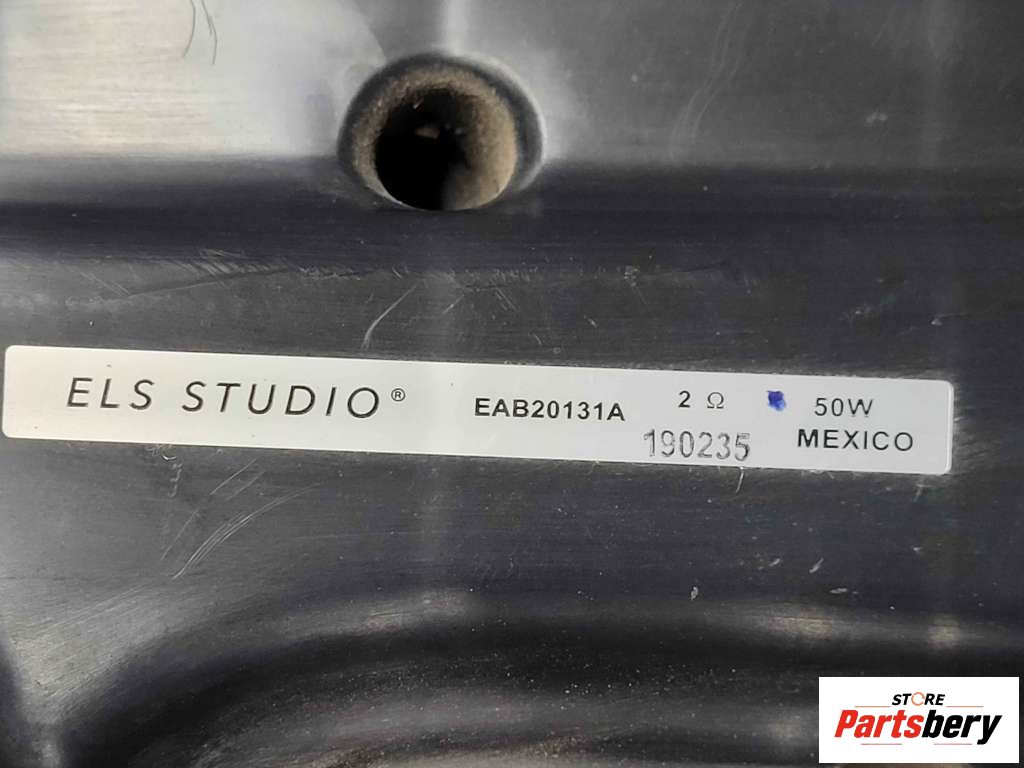 ELS STUDIO® EAB20131A 2 Ω 50W
190235 MEXICO
STORE
Partsbery